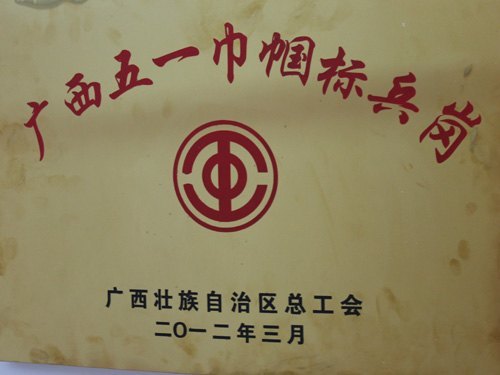 广西五一巾帼标兵岗
广西壮族自治区总工会
二〇一二年三月